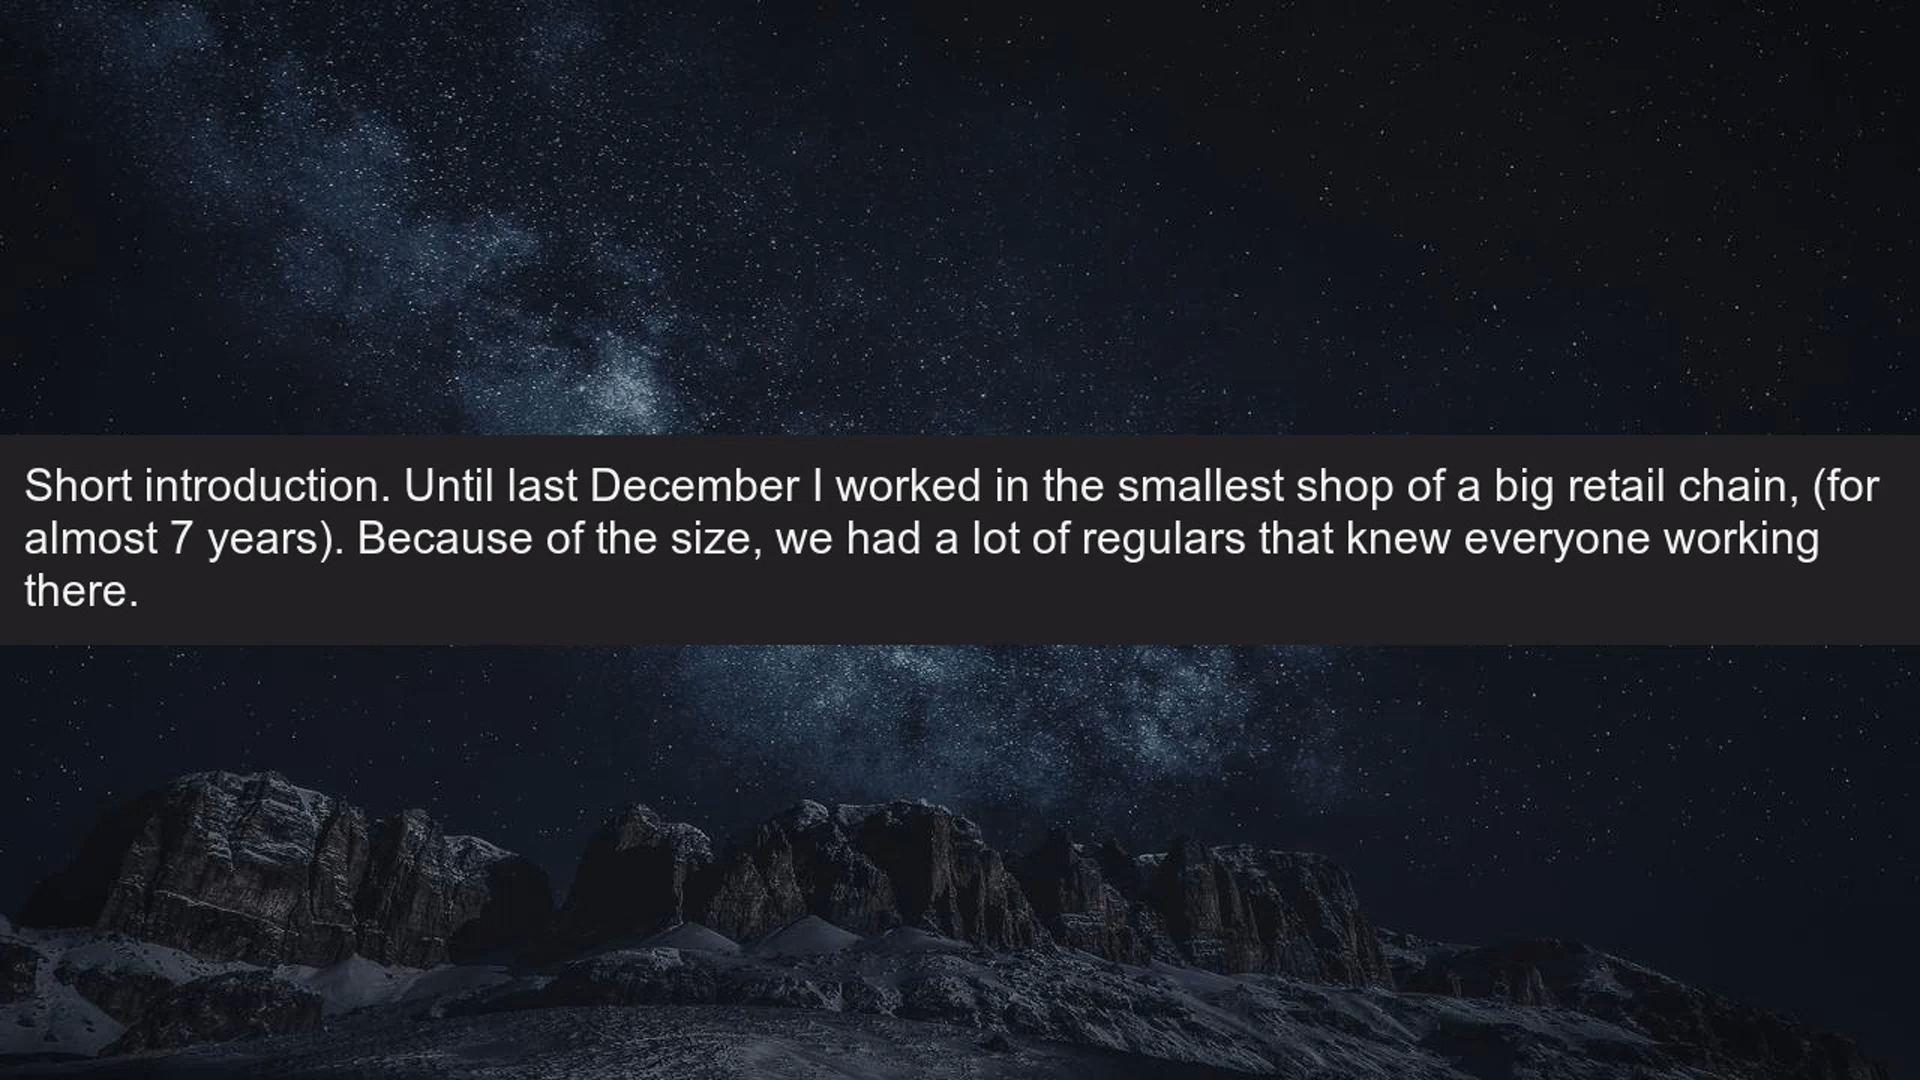 Short introduction. Until last December I worked in the smallest shop of a big retail chain, (for
almost 7 years). Because of the size, we had a lot of regulars that knew everyone working
there.